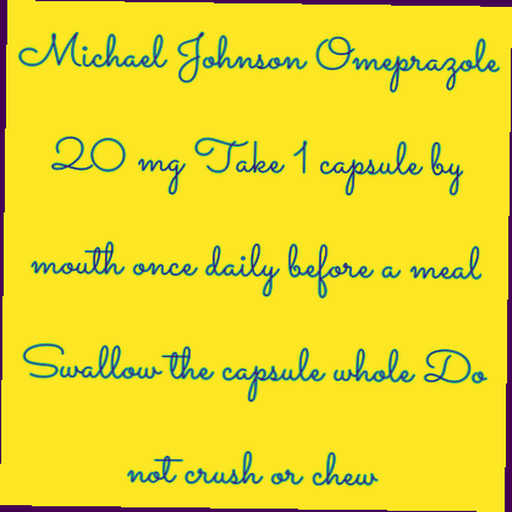 Michael Johnson Omeprazole
20 mg Take 1 capsule by
mouth once daily before a meal
Swallow the capsule whole Do
not crush or chew